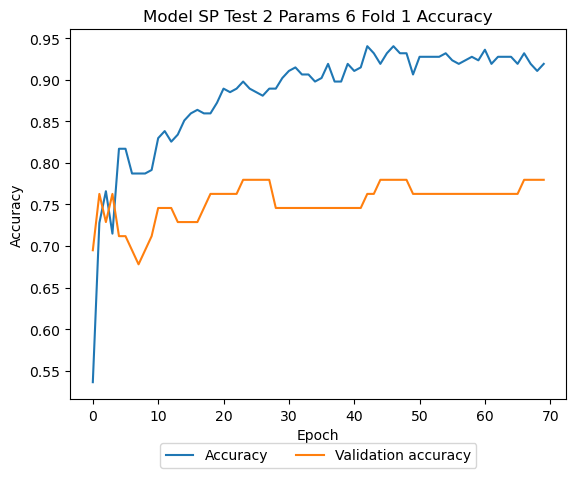 Model SP Test 2 Params 6 Fold 1 Accuracy
0.95
0.90
0.85
0.80
0.75
0.70
0.65
0.60
0.55
Accuracy
0 10 20 30 40 50 60 70
Epoch
Accuracy Validation accuracy